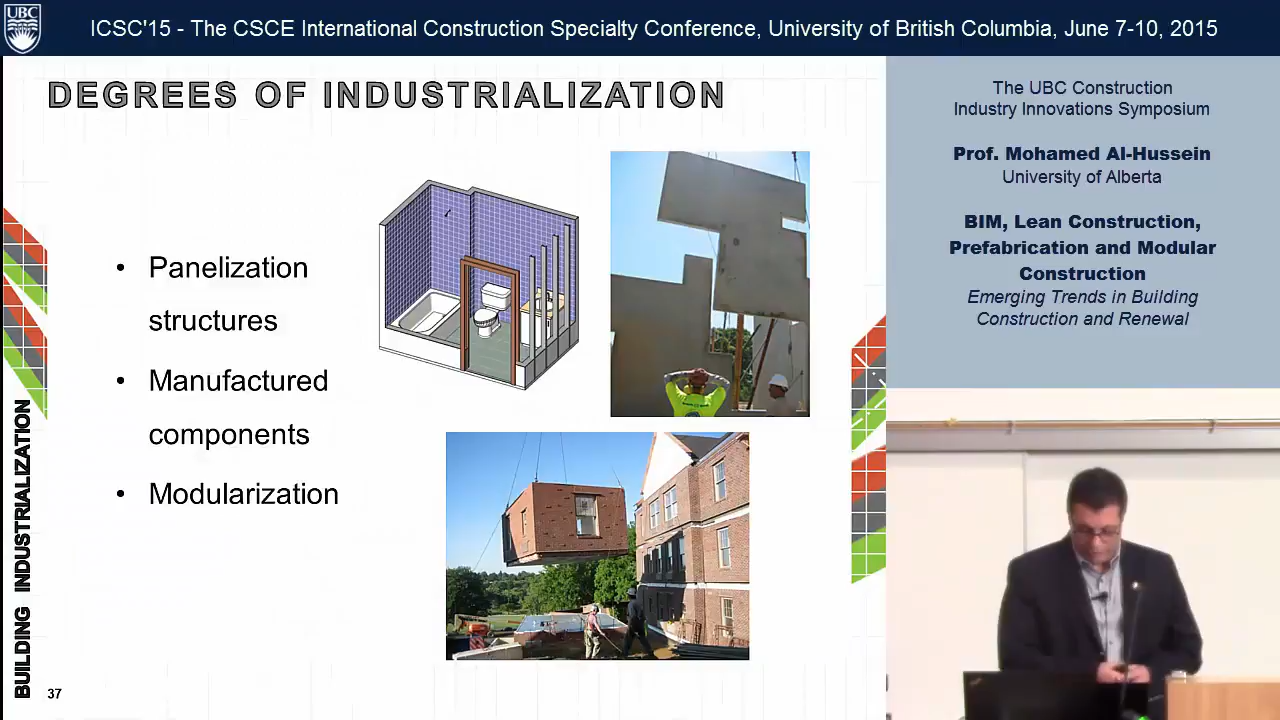 UBC
ICSC'15 - The CSCE International Construction Specialty Conference, University of British Columbia, June 7-10, 2015
DEGREES OF INDUSTRIALIZATION
• Panelization
structures
• Manufactured
components
• Modularization
BUILDING INDUSTRIALIZATION
37
The UBC Construction
Industry Innovations Symposium
Prof. Mohamed Al-Hussein
University of Alberta
BIM, Lean Construction,
Prefabrication and Modular
Construction
Emerging Trends in Building
Construction and Renewal